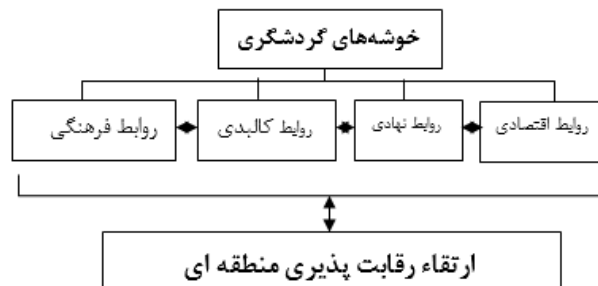 خوشه‌های گردشگری
روابط اقتصادی
روابط نهادی
روابط کالبدی
روابط فرهنگی
ارتقاء رقابت پذیری منطقه ای